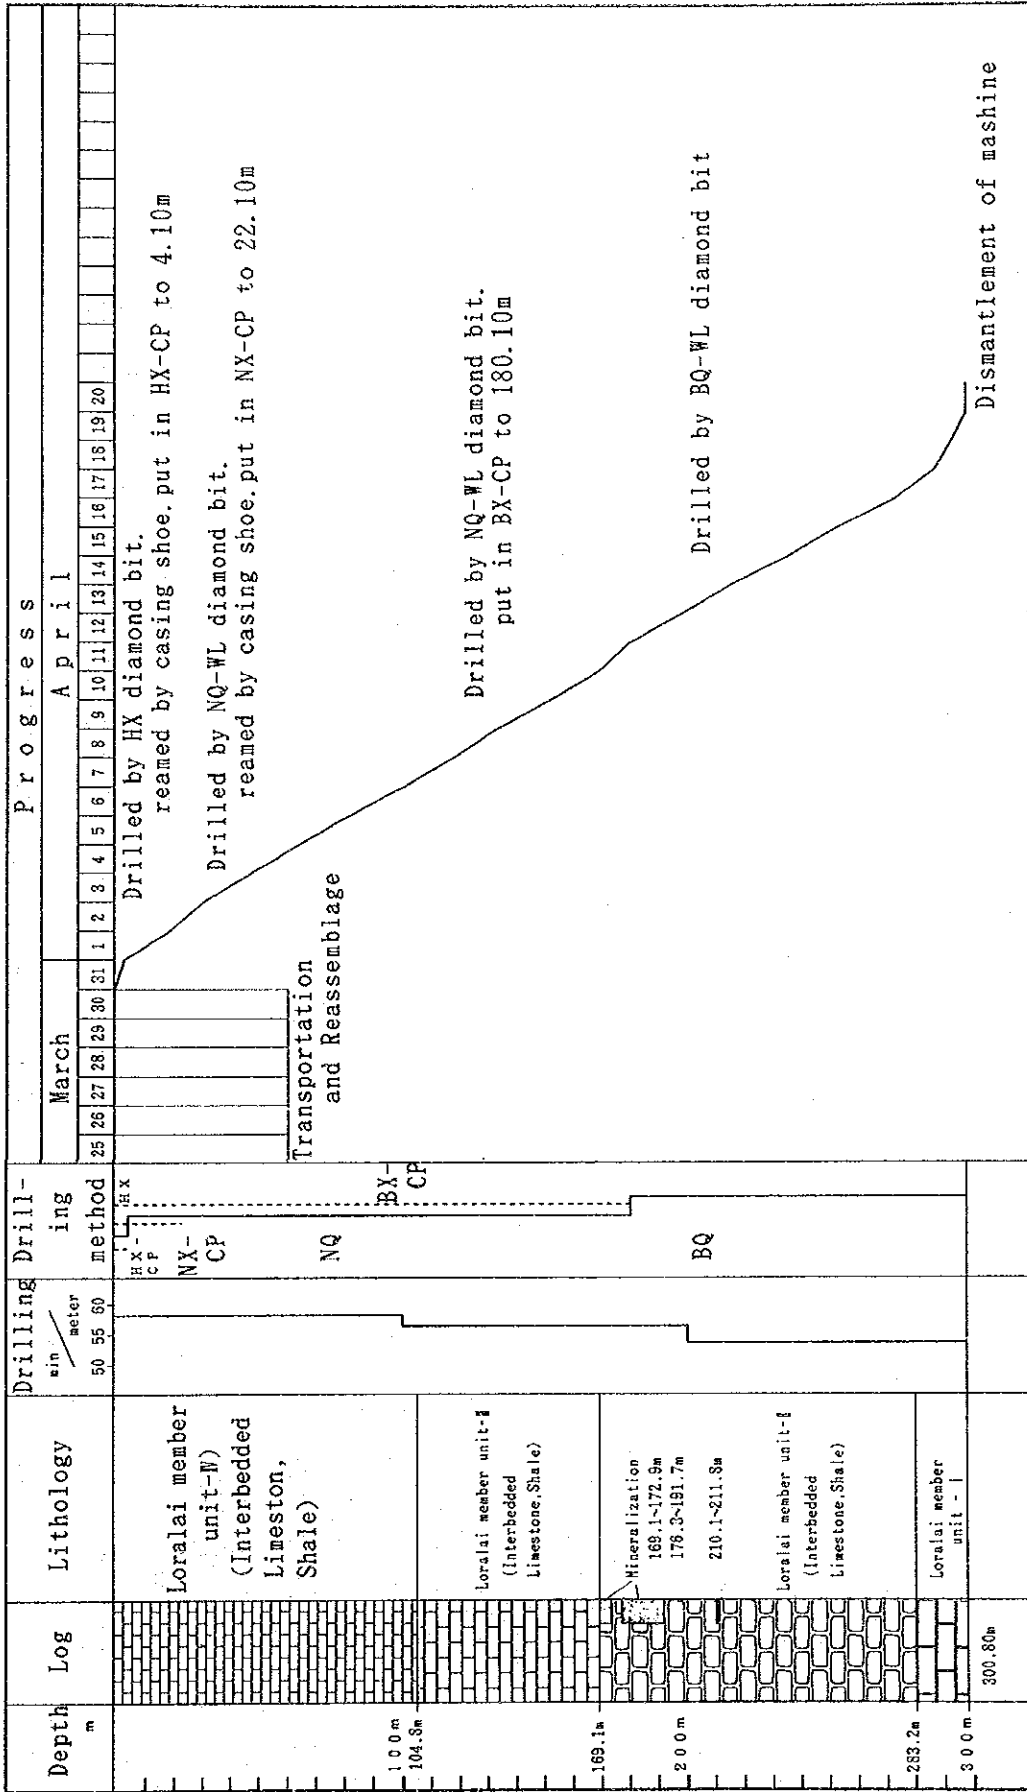 Depth
m
Log
Lithology
Drilling
min / meter
50 55 60
Drill-
ing
method
Progress
March
April
25 26 27 28 29 30 31 1 2 3 4 5 6 7 8 9 10 11 12 13 14 15 16 17 18 19 20
HX-
CP
HX
NX-
CP
NQ
BX-
CP
BQ
100m
104.8m
169.1m
200m
283.2m
300m
300.80m
Loralai member
unit-Ⅳ)
(Interbedded
Limeston,
Shale)
Loralai member unit-
(Interbedded
Limestone,Shale)
Mineralization
169.1~172.9m
176.3~191.7m
210.1~211.8m
Loralai member unit-
(Interbedded
Limestone,Shale)
Loralai member
unit - Ⅰ
Transportation
and Reassemblage
Drilled by HX diamond bit.
reamed by casing shoe.put in HX-CP to 4.10m
Drilled by NQ-WL diamond bit.
reamed by casing shoe.put in NX-CP to 22.10m
Drilled by NQ-WL diamond bit.
put in BX-CP to 180.10m
Drilled by BQ-WL diamond bit
Dismantlement of mashine